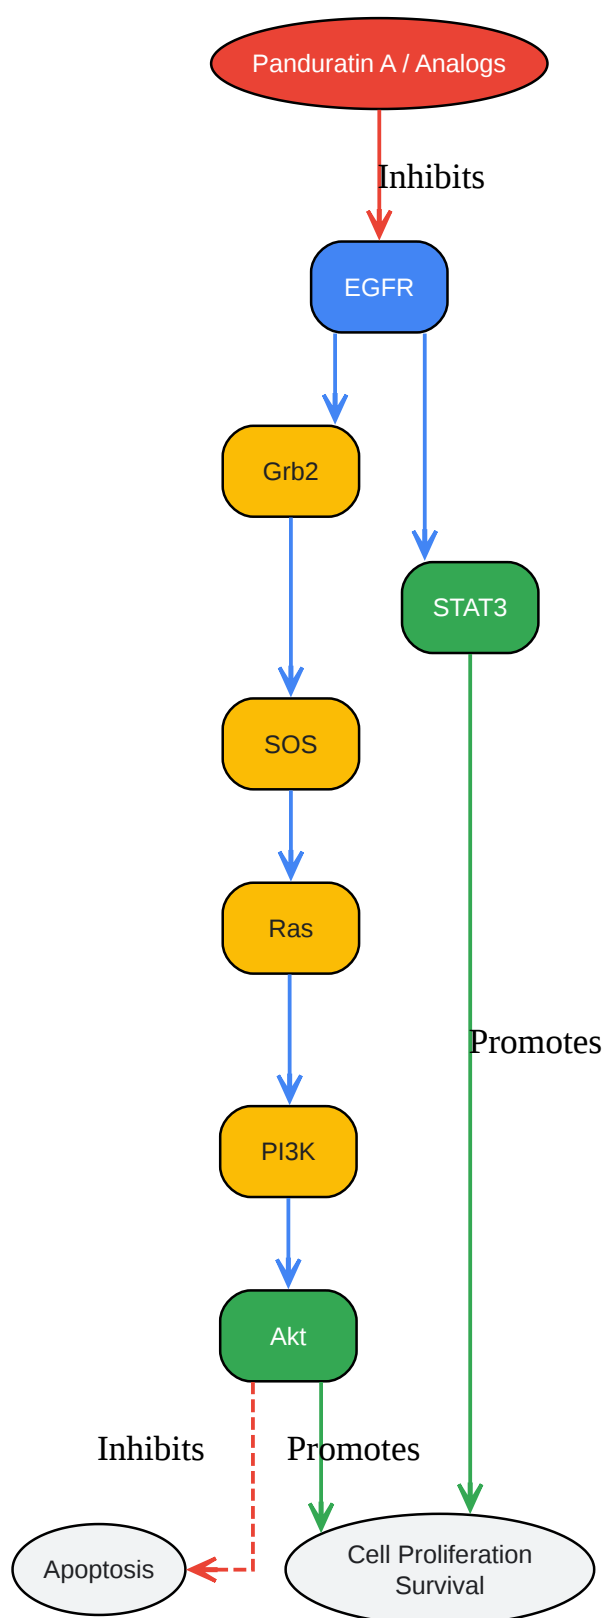 Panduratin A / Analogs
Inhibits
EGFR
Grb2
STAT3
SOS
Ras
Promotes
PI3K
Akt
Inhibits
Promotes
Apoptosis
Cell Proliferation
Survival